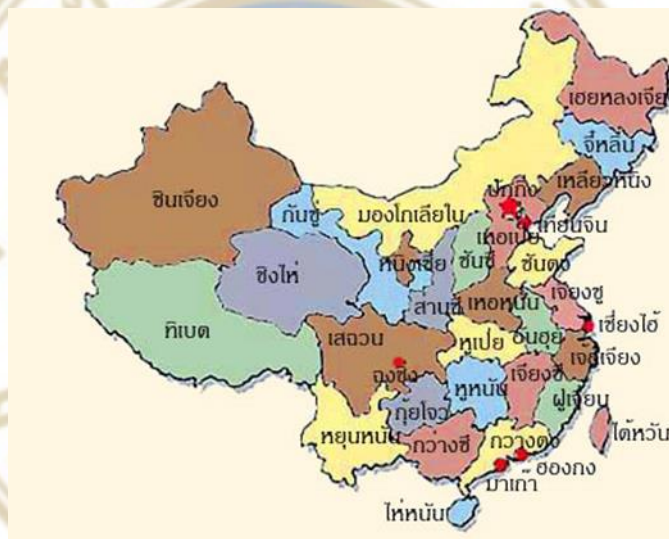 เฮยหลงเจีย
จี๋หลิ่น
เหลียวหนิง
ปักกิ่ง
เทียนจิน
ซินเจียง
กันซู
มองโกเลียใน
เหอเป่ย
หนิงเซี่ย
ซันซี
ซันตง
ชิงไห่
ส่านซี
เหอหนัน
เจียงซู
เซี่ยงไฮ้
ทิเบต
เสฉวน
หูเปย
อันฮุย
เจ้อเจียง
ฉงชิ่ง
หูหนัน
เจียงซี
กุยโจว
ฝูเจี้ยน
หยุนหนัน
กว่างซี
กวางตุ้ง
ไต้หวัน
ฮ่องกง
มาเก๊า
ไห่หนัน